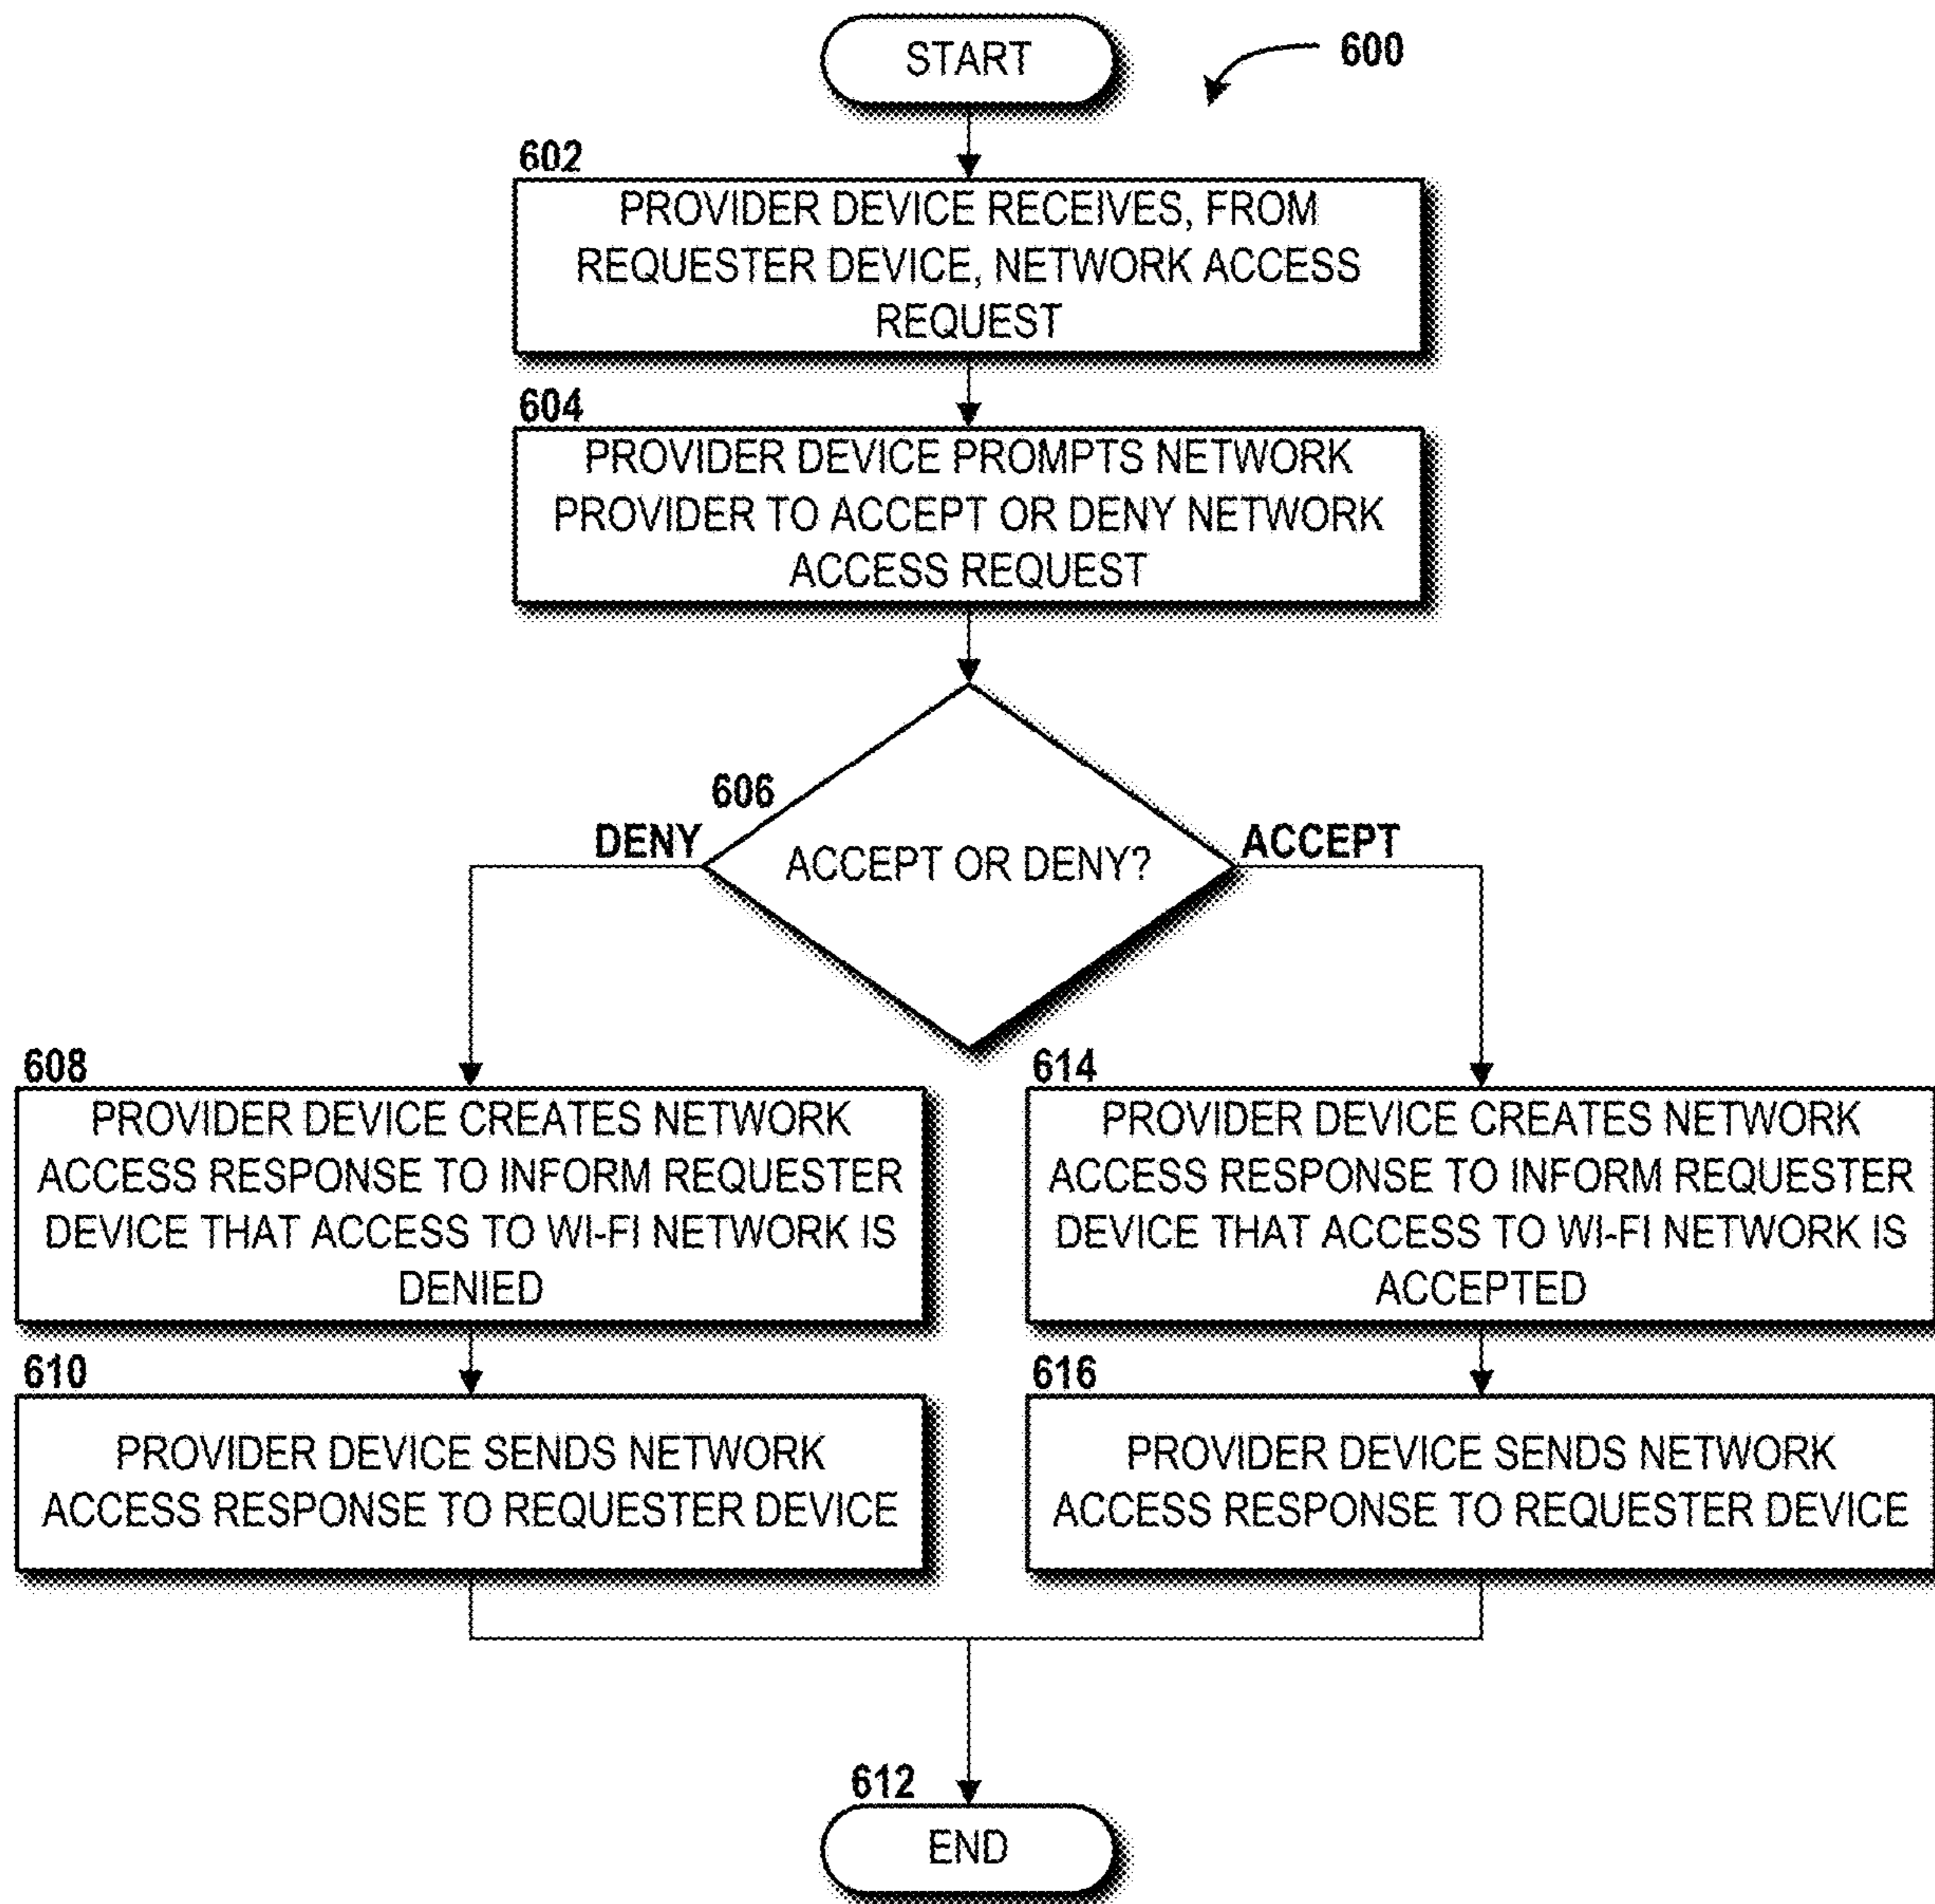 START
600
602
PROVIDER DEVICE RECEIVES, FROM
REQUESTER DEVICE, NETWORK ACCESS
REQUEST
604
PROVIDER DEVICE PROMPTS NETWORK
PROVIDER TO ACCEPT OR DENY NETWORK
ACCESS REQUEST
606
DENY
ACCEPT OR DENY?
ACCEPT
608
PROVIDER DEVICE CREATES NETWORK
ACCESS RESPONSE TO INFORM REQUESTER
DEVICE THAT ACCESS TO WI-FI NETWORK IS
DENIED
610
PROVIDER DEVICE SENDS NETWORK
ACCESS RESPONSE TO REQUESTER DEVICE
614
PROVIDER DEVICE CREATES NETWORK
ACCESS RESPONSE TO INFORM REQUESTER
DEVICE THAT ACCESS TO WI-FI NETWORK IS
ACCEPTED
616
PROVIDER DEVICE SENDS NETWORK
ACCESS RESPONSE TO REQUESTER DEVICE
612
END